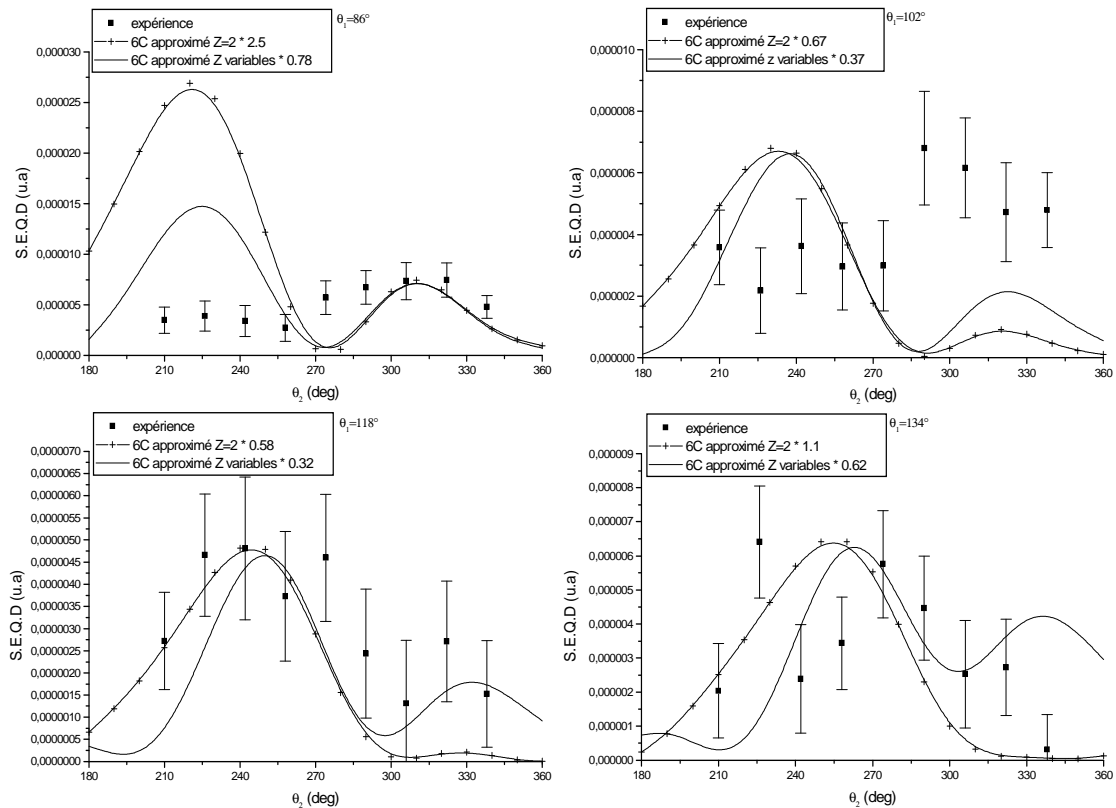 θ₁=86°
expérience
6C approximé Z=2 * 2.5
6C approximé Z variables * 0.78
0,000030
0,000025
0,000020
0,000015
0,000010
0,000005
0,000000
S.E.Q.D (u.a)
180 210 240 270 300 330 360
θ₂ (deg)
θ₁=102°
expérience
6C approximé Z=2 * 0.67
6C approximé z variables * 0.37
0,000010
0,000008
0,000006
0,000004
0,000002
0,000000
S.E.Q.D (u.a)
180 210 240 270 300 330 360
θ₂ (deg)
θ₁=118°
expérience
6C approximé Z=2 * 0.58
6C approximé Z variables * 0.32
0,0000070
0,0000065
0,0000060
0,0000055
0,0000050
0,0000045
0,0000040
0,0000035
0,0000030
0,0000025
0,0000020
0,0000015
0,0000010
0,0000005
0,0000000
S.E.Q.D (u.a)
180 210 240 270 300 330 360
θ₂ (deg)
θ₁=134°
expérience
6C approximé Z=2 * 1.1
6C approximé Z variables * 0.62
0,000009
0,000008
0,000007
0,000006
0,000005
0,000004
0,000003
0,000002
0,000001
0,000000
S.E.Q.D (u.a)
180 210 240 270 300 330 360
θ₂ (deg)